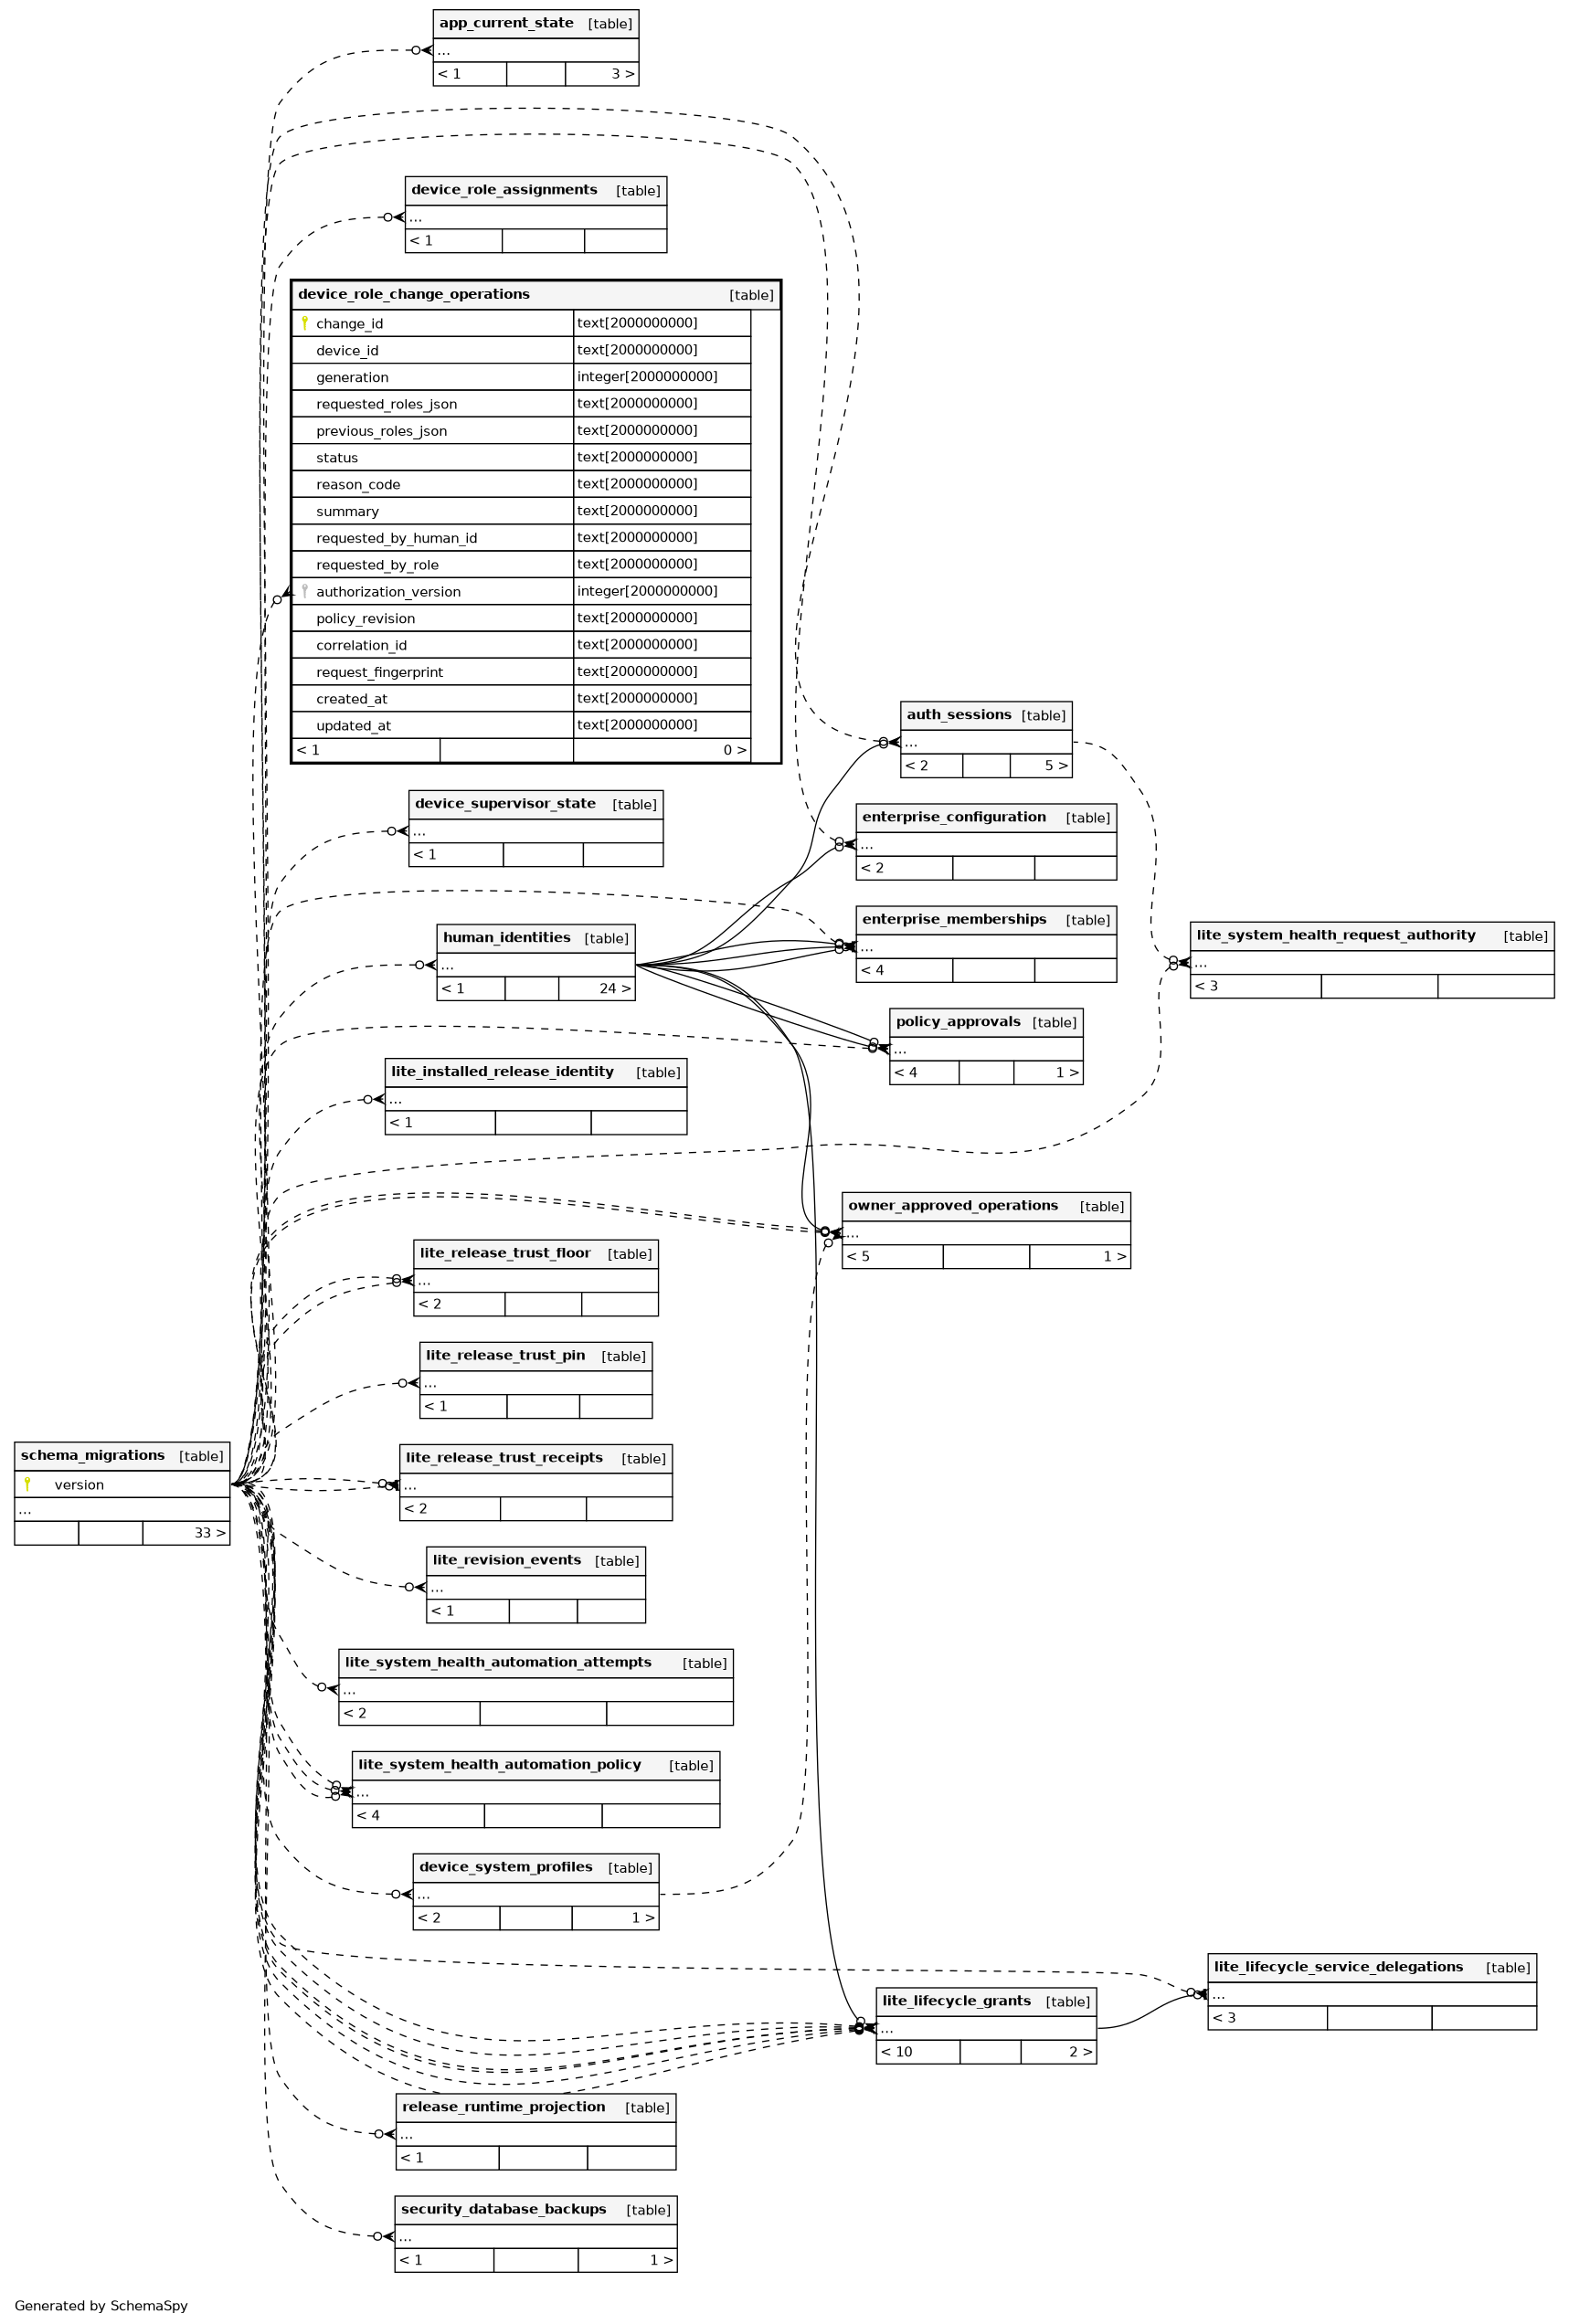 app_current_state [table]
...
< 1 3 >
device_role_assignments [table]
...
< 1
device_role_change_operations [table]
change_id text[2000000000]
device_id text[2000000000]
generation integer[2000000000]
requested_roles_json text[2000000000]
previous_roles_json text[2000000000]
status text[2000000000]
reason_code text[2000000000]
summary text[2000000000]
requested_by_human_id text[2000000000]
requested_by_role text[2000000000]
authorization_version integer[2000000000]
policy_revision text[2000000000]
correlation_id text[2000000000]
request_fingerprint text[2000000000]
created_at text[2000000000]
updated_at text[2000000000]
< 1 0 >
auth_sessions [table]
...
< 2 5 >
device_supervisor_state [table]
...
< 1
enterprise_configuration [table]
...
< 2
human_identities [table]
...
< 1 24 >
enterprise_memberships [table]
...
< 4
lite_system_health_request_authority [table]
...
< 3
policy_approvals [table]
...
< 4 1 >
lite_installed_release_identity [table]
...
< 1
owner_approved_operations [table]
...
< 5 1 >
lite_release_trust_floor [table]
...
< 2
lite_release_trust_pin [table]
...
< 1
schema_migrations [table]
version
...
33 >
lite_release_trust_receipts [table]
...
< 2
lite_revision_events [table]
...
< 1
lite_system_health_automation_attempts [table]
...
< 2
lite_system_health_automation_policy [table]
...
< 4
device_system_profiles [table]
...
< 2 1 >
lite_lifecycle_service_delegations [table]
...
< 3
lite_lifecycle_grants [table]
...
< 10 2 >
release_runtime_projection [table]
...
< 1
security_database_backups [table]
...
< 1 1 >
Generated by SchemaSpy